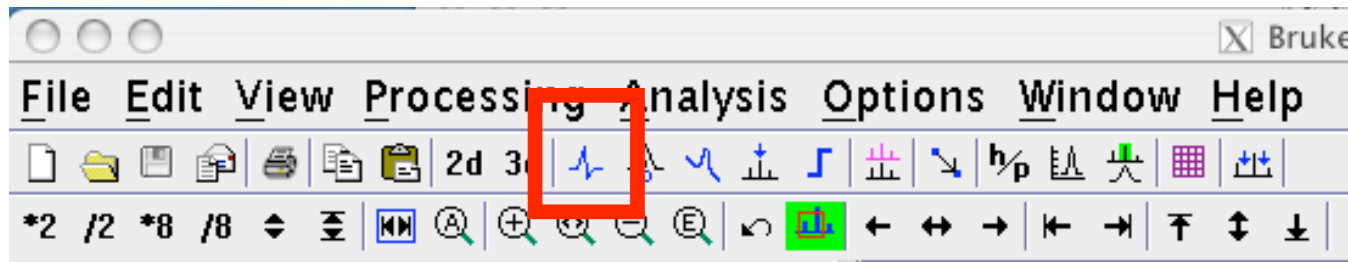 X Bruke
File Edit View Processing Analysis Options Window Help
2d 3d h/p
*2 /2 *8 /8 A E